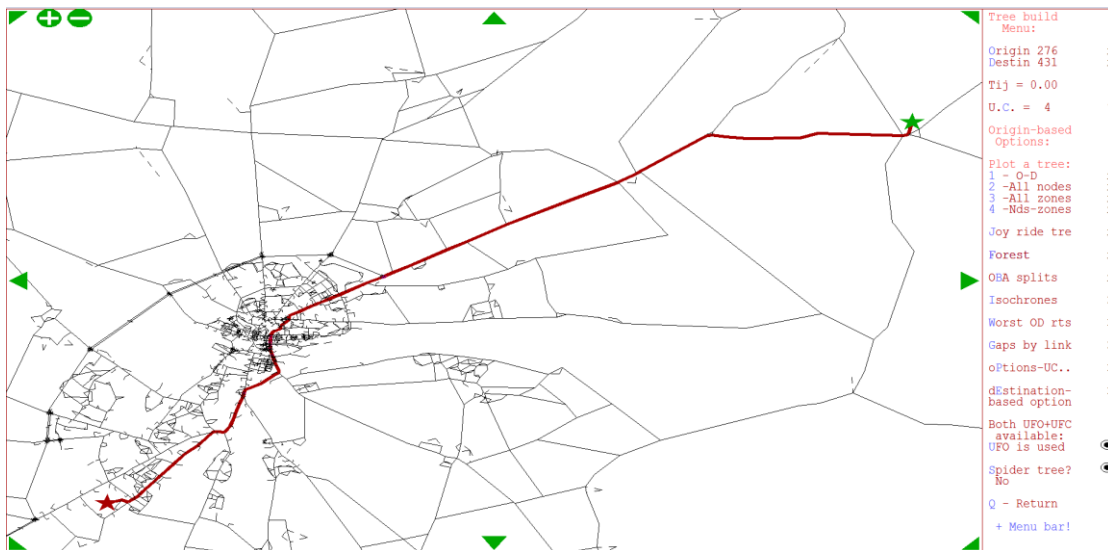 Tree build
Menu:
Origin 276
Destin 431
Tij = 0.00
U.C. = 4
Origin-based
Options:
Plot a tree:
1 - O-D
2 -All nodes
3 -All zones
4 -Nds-zones
Joy ride tre
Forest
OBA splits
Isochrones
Worst OD rts
Gaps by link
oPtions-UC..
dEstination-
based option
Both UFO+UFC
available:
UFO is used
Spider tree?
No
Q - Return
+ Menu bar!